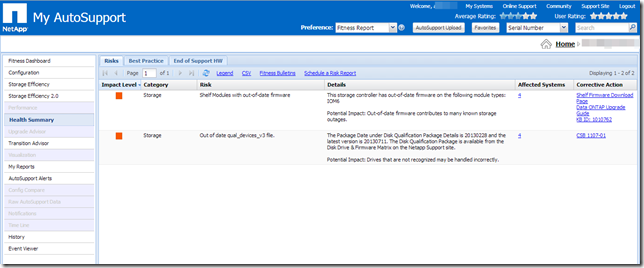 Welcome,
My Systems
Online Support
Community
Support Site
Log Out
My AutoSupport
Average Rating:
User Rating:
NetApp
Preference:
Fitness Report
AutoSupport Upload
Favorites
Serial Number
Search
Home
Fitness Dashboard
Configuration
Storage Efficiency
Storage Efficiency 2.0
Performance
Health Summary
Upgrade Advisor
Transition Advisor
Visualization
My Reports
AutoSupport Alerts
Config Compare
Raw AutoSupport Data
Notifications
Time Line
History
Event Viewer
Risks
Best Practice
End of Support HW
Page 1 of 1
Legend
CSV
Fitness Bulletins
Schedule a Risk Report
Displaying 1 - 2 of 2
Impact Level
Category
Risk
Details
Affected Systems
Corrective Action
Storage
Shelf Modules with out-of-date firmware
This storage controller has out-of-date firmware on the following module types:
IOM6
Potential Impact: Out-of-date firmware contributes to many known storage
outages.
4
Shelf Firmware Download
Page
Data ONTAP Upgrade
Guide
KB ID: 1010762
Storage
Out of date qual_devices_v3 file.
The Package Date under Disk Qualification Package Details is 20130228 and the
latest version is 20130711. The Disk Qualification Package is available from the
Disk Drive & Firmware Matrix on the Netapp Support site.
Potential Impact: Drives that are not recognized may be handled incorrectly.
4
CSB 1107-01